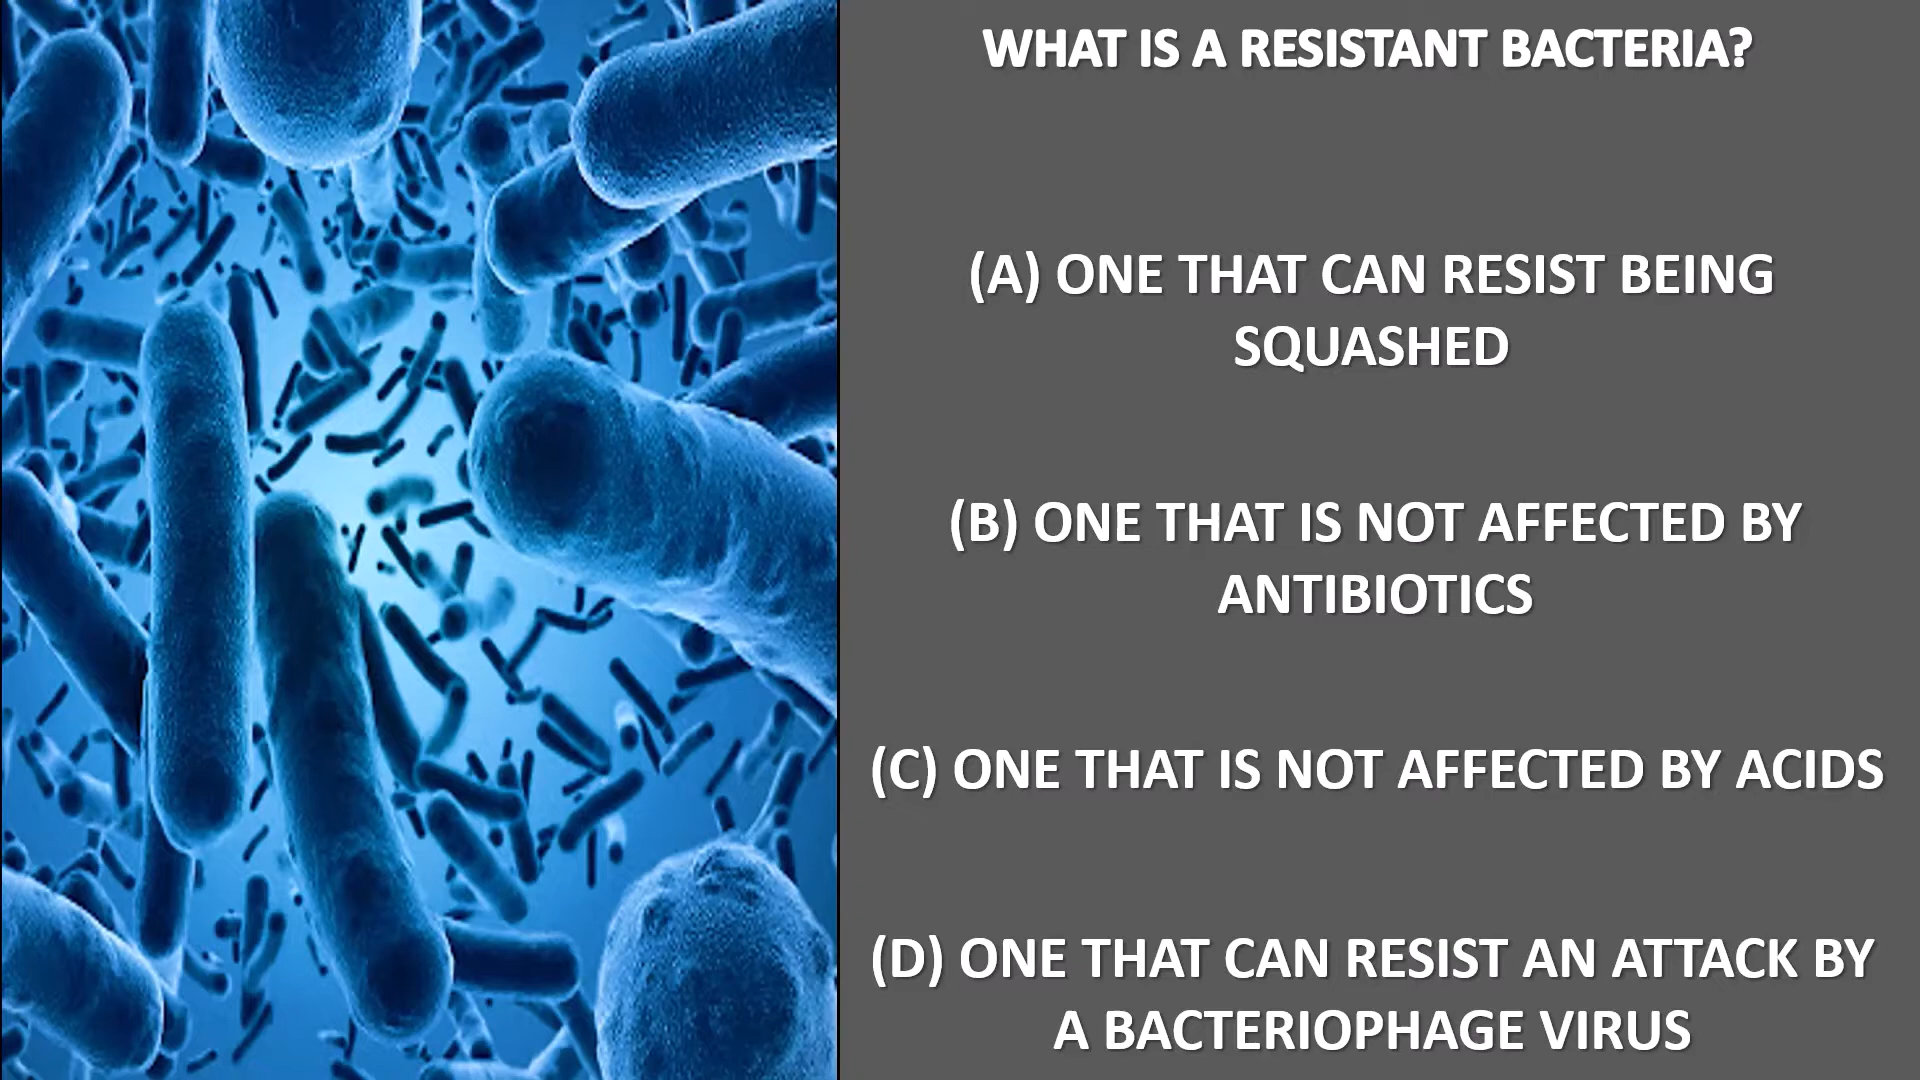 WHAT IS A RESISTANT BACTERIA?
(A) ONE THAT CAN RESIST BEING
SQUASHED
(B) ONE THAT IS NOT AFFECTED BY
ANTIBIOTICS
(C) ONE THAT IS NOT AFFECTED BY ACIDS
(D) ONE THAT CAN RESIST AN ATTACK BY
A BACTERIOPHAGE VIRUS